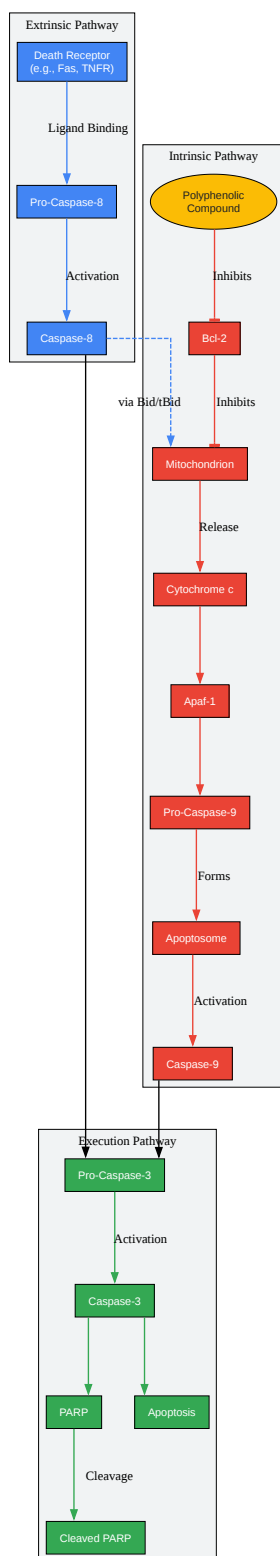 Extrinsic Pathway
Death Receptor
(e.g., Fas, TNFR)
Ligand Binding
Pro-Caspase-8
Activation
Caspase-8
via Bid/tBid
Intrinsic Pathway
Polyphenolic
Compound
Inhibits
Bcl-2
Inhibits
Mitochondrion
Release
Cytochrome c
Apaf-1
Pro-Caspase-9
Forms
Apoptosome
Activation
Caspase-9
Execution Pathway
Pro-Caspase-3
Activation
Caspase-3
PARP
Apoptosis
Cleavage
Cleaved PARP